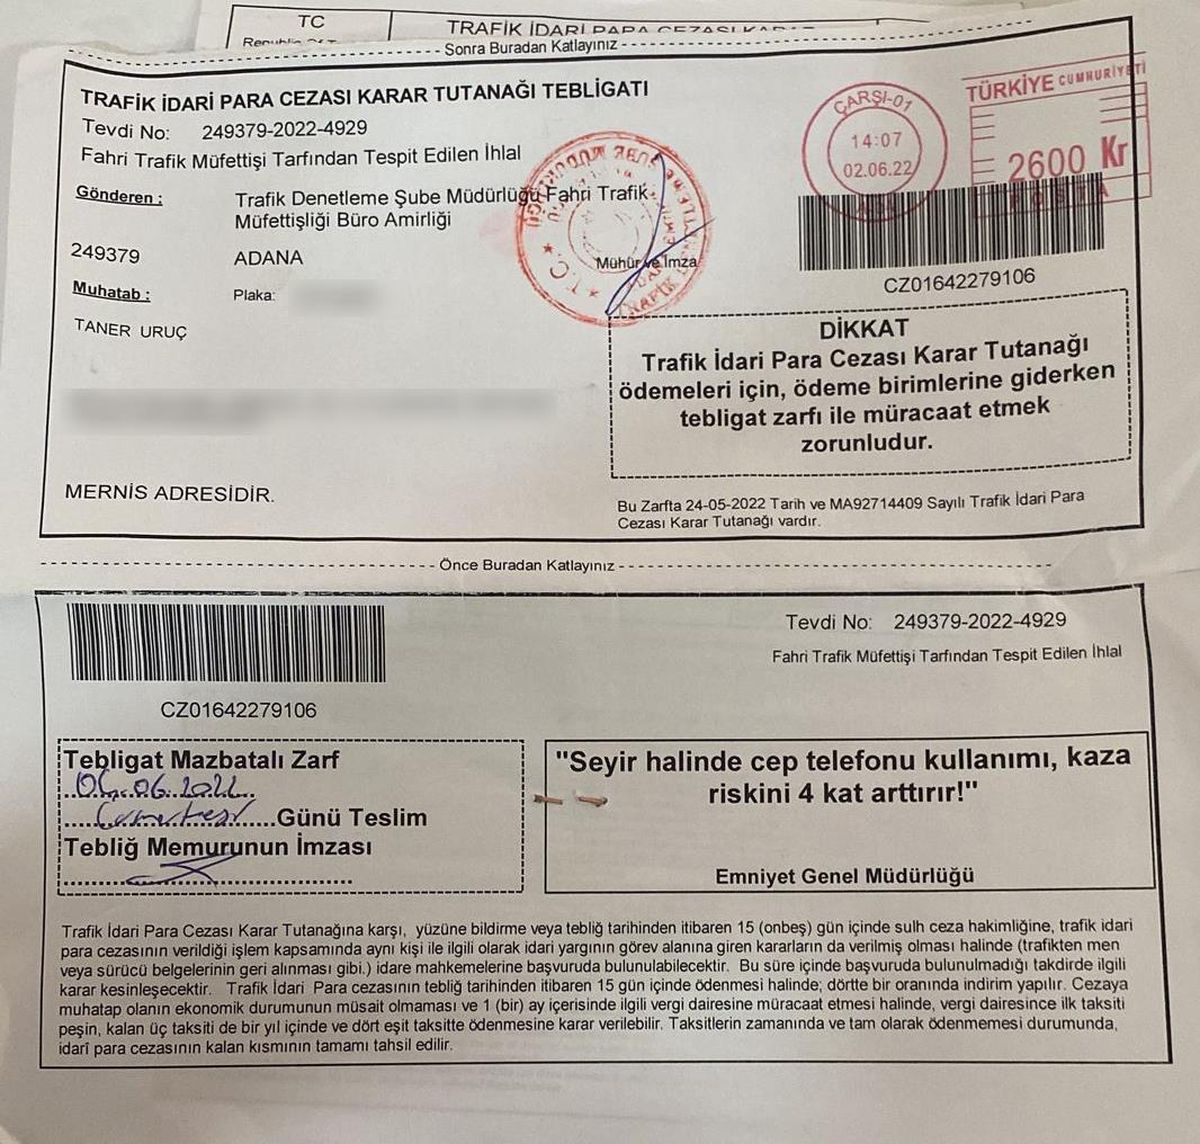 TC
TRAFİK İDARİ PARA CEZASI KARAR
Sonra Buradan Katlayınız
TRAFİK İDARİ PARA CEZASI KARAR TUTANAĞI TEBLİGATI
Tevdi No: 249379-2022-4929
Fahri Trafik Müfettişi Tarfından Tespit Edilen İhlal
Gönderen :
Trafik Denetleme Şube Müdürlüğü Fahri Trafik
Müfettişliği Büro Amirliği
249379
ADANA
Muhatab :
Plaka:
TANER URUÇ
MERNİS ADRESİDİR.
T.C.
Mühür ve İmza
ÇARŞI-01
14:07
02.06.22
TÜRKİYE CUMHURİYETİ
2600 Kr
POSTA
CZ01642279106
DİKKAT
Trafik İdari Para Cezası Karar Tutanağı
ödemeleri için, ödeme birimlerine giderken
tebligat zarfı ile müracaat etmek
zorunludur.
Bu Zarfta 24-05-2022 Tarih ve MA92714409 Sayılı Trafik İdari Para
Cezası Karar Tutanağı vardır.
Önce Buradan Katlayınız
CZ01642279106
Tevdi No: 249379-2022-4929
Fahri Trafik Müfettişi Tarfından Tespit Edilen İhlal
Tebligat Mazbatalı Zarf
04.06.2022
Cumartesi Günü Teslim
Tebliğ Memurunun İmzası
"Seyir halinde cep telefonu kullanımı, kaza
riskini 4 kat arttırır!"
Emniyet Genel Müdürlüğü
Trafik İdari Para Cezası Karar Tutanağına karşı, yüzüne bildirme veya tebliğ tarihinden itibaren 15 (onbeş) gün içinde sulh ceza hakimliğine, trafik idari
para cezasının verildiği işlem kapsamında aynı kişi ile ilgili olarak idari yargının görev alanına giren kararların da verilmiş olması halinde (trafikten men
veya sürücü belgelerinin geri alınması gibi.) idare mahkemelerine başvuruda bulunulabilecektir. Bu süre içinde başvuruda bulunulmadığı takdirde ilgili
karar kesinleşecektir. Trafik İdari Para Cezasının tebliğ tarihinden itibaren 15 gün içinde ödenmesi halinde; dörtte bir oranında indirim yapılır. Cezaya
muhatap olanın ekonomik durumunun müsait olmaması ve 1 (bir) ay içerisinde ilgili vergi dairesine müracaat etmesi halinde, vergi dairesince ilk taksiti
peşin, kalan üç taksiti de bir yıl içinde ve dört eşit taksitte ödenmesine karar verilebilir. Taksitlerin zamanında ve tam olarak ödenmemesi durumunda,
idarî para cezasının kalan kısmının tamamı tahsil edilir.